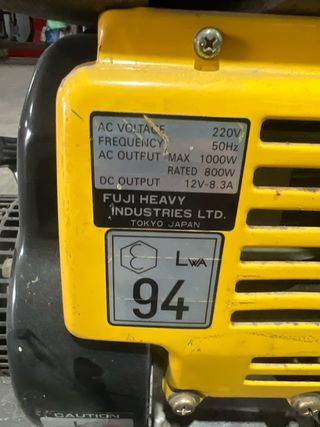 AC VOLTAGE 220V
FREQUENCY 50Hz
AC OUTPUT MAX 1000W
RATED 800W
DC OUTPUT 12V-8.3A
FUJI HEAVY
INDUSTRIES LTD.
TOKYO JAPAN
ε LWA
94
CAUTION